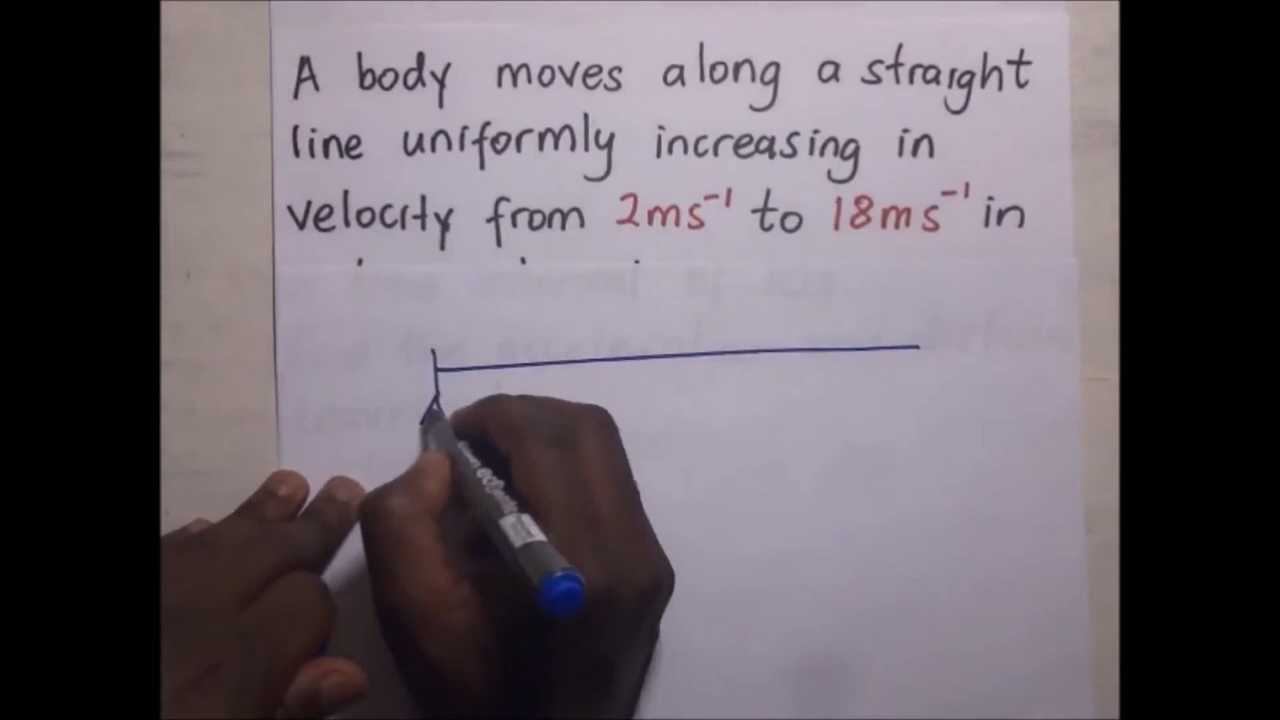 A body moves along a straight
line uniformly increasing in
velocity from 2ms⁻¹ to 18ms⁻¹ in